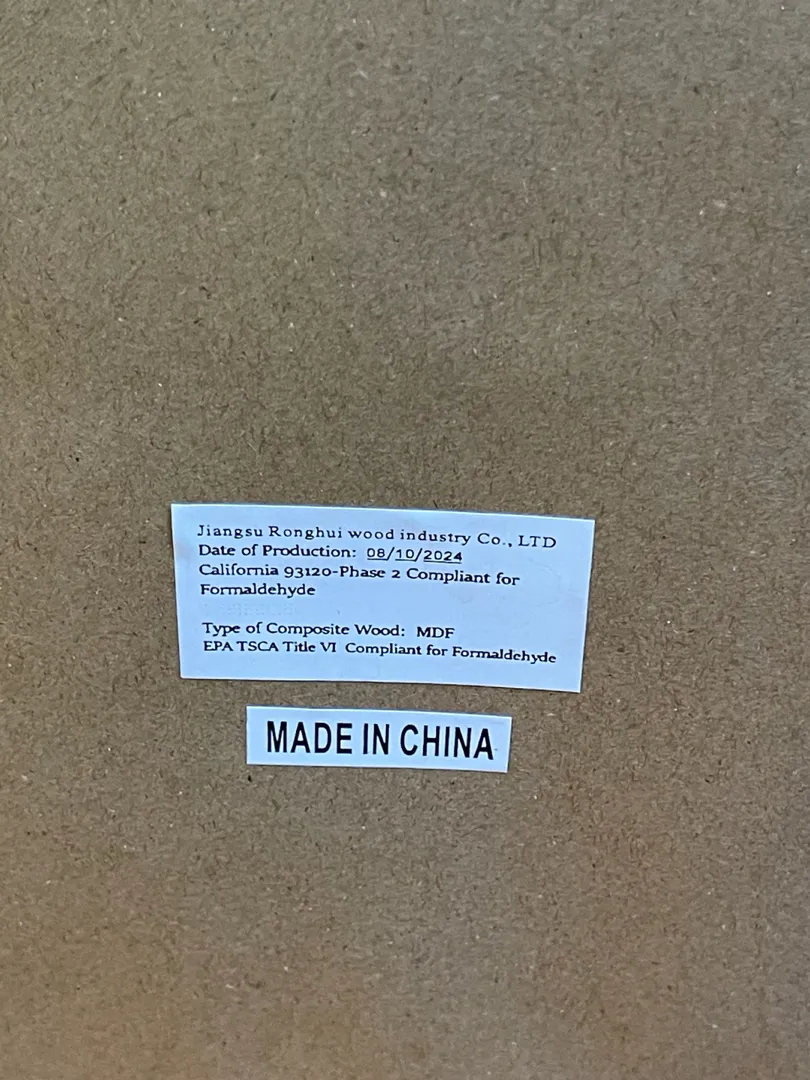 Jiangsu Ronghui wood industry Co., LTD
Date of Production: 08/10/2024
California 93120-Phase 2 Compliant for
Formaldehyde
Type of Composite Wood: MDF
EPA TSCA Title VI Compliant for Formaldehyde
MADE IN CHINA